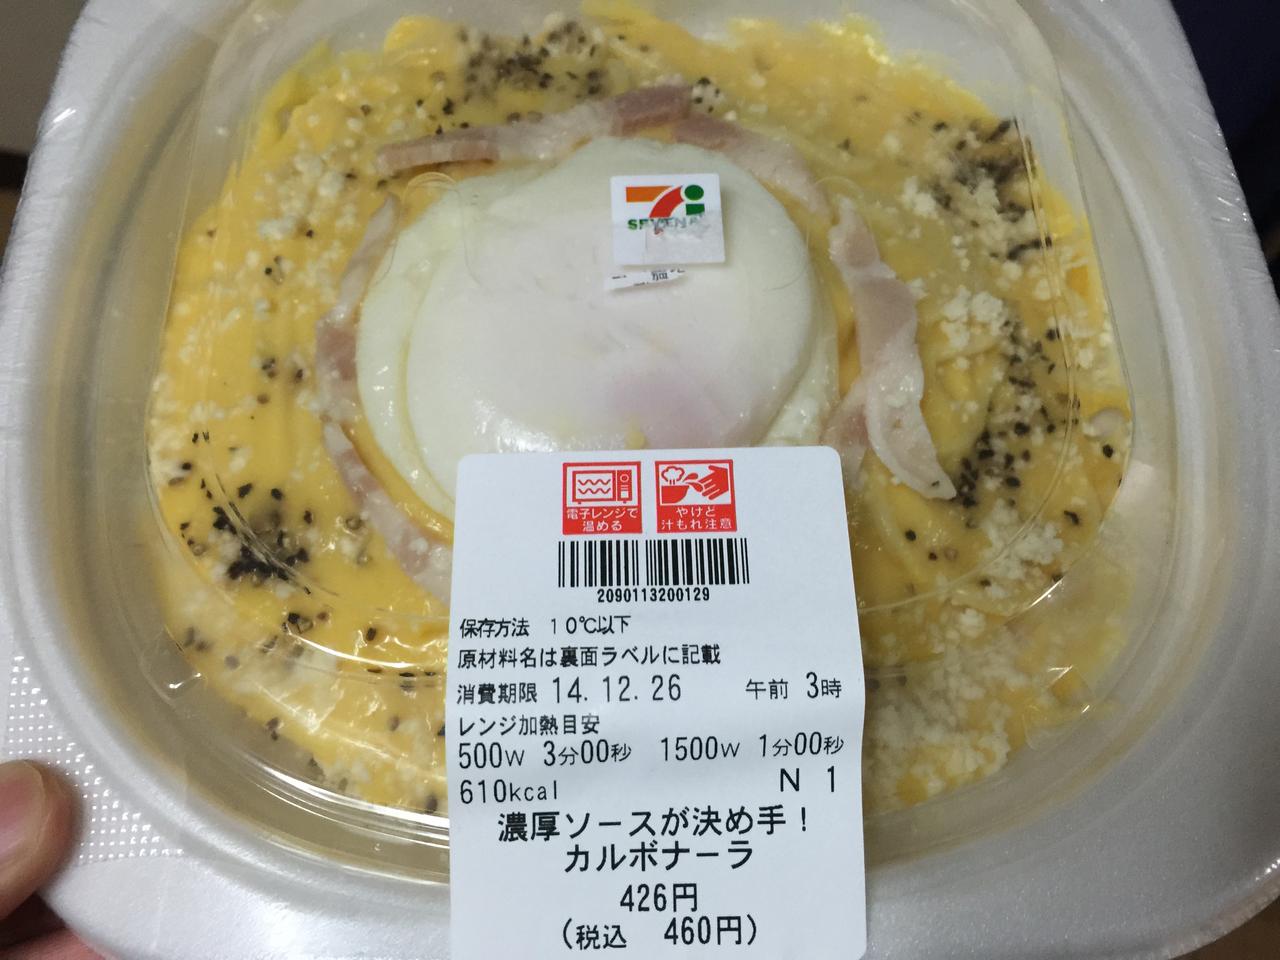 電子レンジで
温める
やけど
汁もれ注意
2090113200129
保存方法 10℃以下
原材料名は裏面ラベルに記載
消費期限 14.12.26 午前 3時
レンジ加熱目安
500W 3分00秒 1500W 1分00秒
610kcal N 1
濃厚ソースが決め手!
カルボナーラ
426円
(税込 460円)